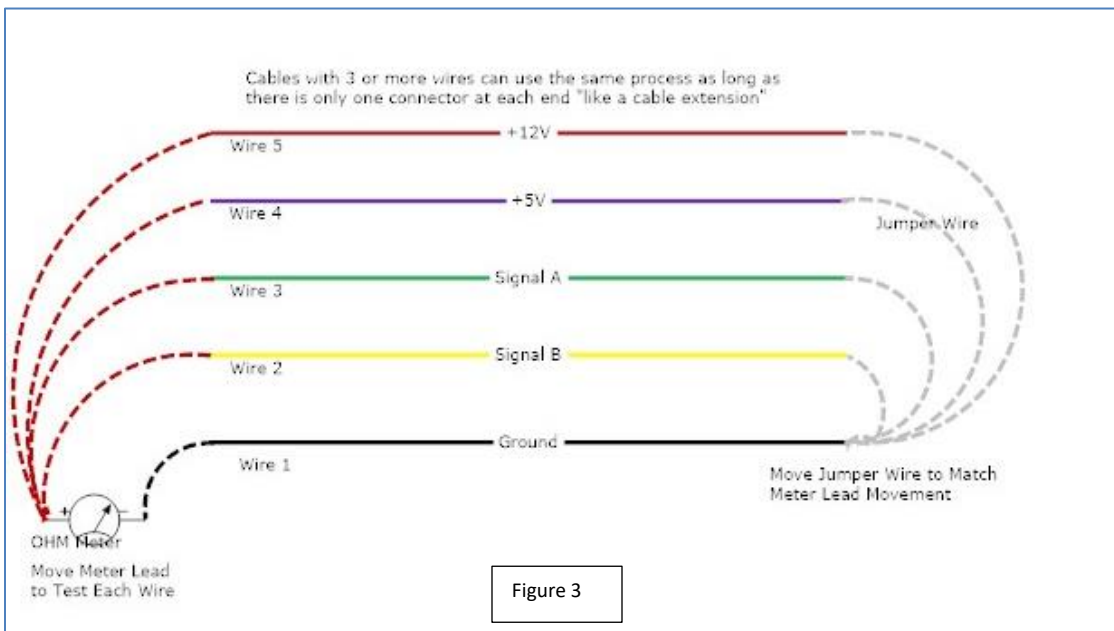 Cables with 3 or more wires can use the same process as long as
there is only one connector at each end "like a cable extension"
+12V
Wire 5
+5V
Wire 4
Jumper Wire
Signal A
Wire 3
Signal B
Wire 2
Ground
Wire 1
Move Jumper Wire to Match
Meter Lead Movement
+
-
OHM Meter
Move Meter Lead
to Test Each Wire
Figure 3